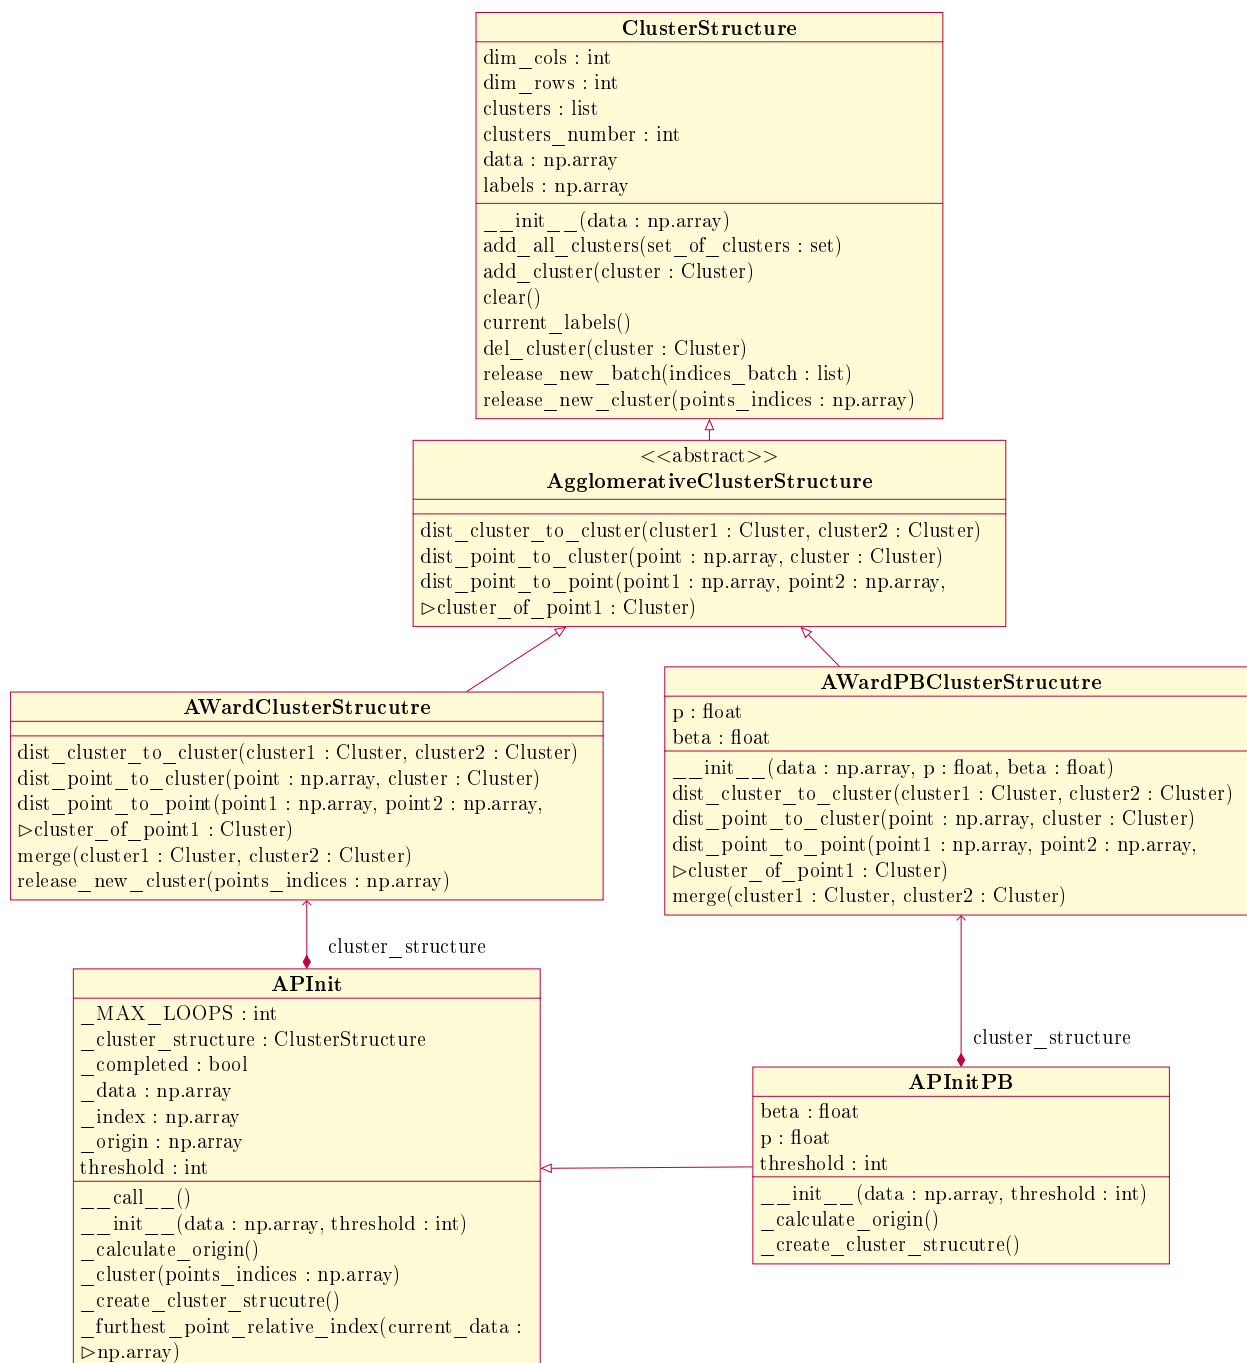 ClusterStructure
dim_cols : int
dim_rows : int
clusters : list
clusters_number : int
data : np.array
labels : np.array
__init__(data : np.array)
add_all_clusters(set_of_clusters : set)
add_cluster(cluster : Cluster)
clear()
current_labels()
del_cluster(cluster : Cluster)
release_new_batch(indices_batch : list)
release_new_cluster(points_indices : np.array)
<<abstract>>
AgglomerativeClusterStructure
dist_cluster_to_cluster(cluster1 : Cluster, cluster2 : Cluster)
dist_point_to_cluster(point : np.array, cluster : Cluster)
dist_point_to_point(point1 : np.array, point2 : np.array,
▷cluster_of_point1 : Cluster)
AWardClusterStrucutre
dist_cluster_to_cluster(cluster1 : Cluster, cluster2 : Cluster)
dist_point_to_cluster(point : np.array, cluster : Cluster)
dist_point_to_point(point1 : np.array, point2 : np.array,
▷cluster_of_point1 : Cluster)
merge(cluster1 : Cluster, cluster2 : Cluster)
release_new_cluster(points_indices : np.array)
AWardPBClusterStrucutre
p : float
beta : float
__init__(data : np.array, p : float, beta : float)
dist_cluster_to_cluster(cluster1 : Cluster, cluster2 : Cluster)
dist_point_to_cluster(point : np.array, cluster : Cluster)
dist_point_to_point(point1 : np.array, point2 : np.array,
▷cluster_of_point1 : Cluster)
merge(cluster1 : Cluster, cluster2 : Cluster)
cluster_structure
APInit
_MAX_LOOPS : int
_cluster_structure : ClusterStructure
_completed : bool
_data : np.array
_index : np.array
_origin : np.array
threshold : int
__call__()
__init__(data : np.array, threshold : int)
_calculate_origin()
_cluster(points_indices : np.array)
_create_cluster_strucutre()
_furthest_point_relative_index(current_data :
▷np.array)
cluster_structure
APInitPB
beta : float
p : float
threshold : int
__init__(data : np.array, threshold : int)
_calculate_origin()
_create_cluster_strucutre()